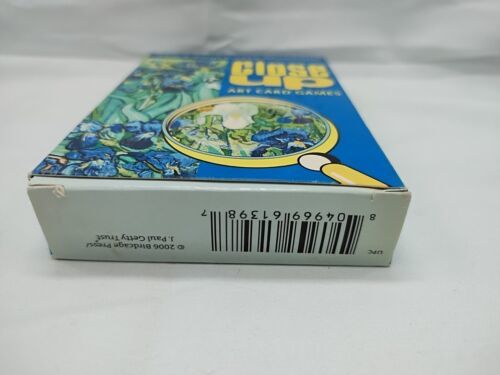 Close
up
ART CARD GAMES
UPC
8 04969 61398 7
© 2006 Birdcage Press/
J. Paul Getty Trust